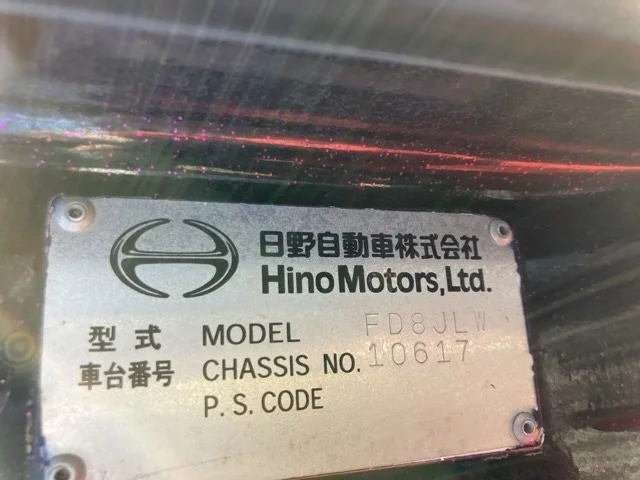 日野自動車株式会社
Hino Motors, Ltd.
型式 MODEL FD8JLW
車台番号 CHASSIS NO. 10617
P.S.CODE